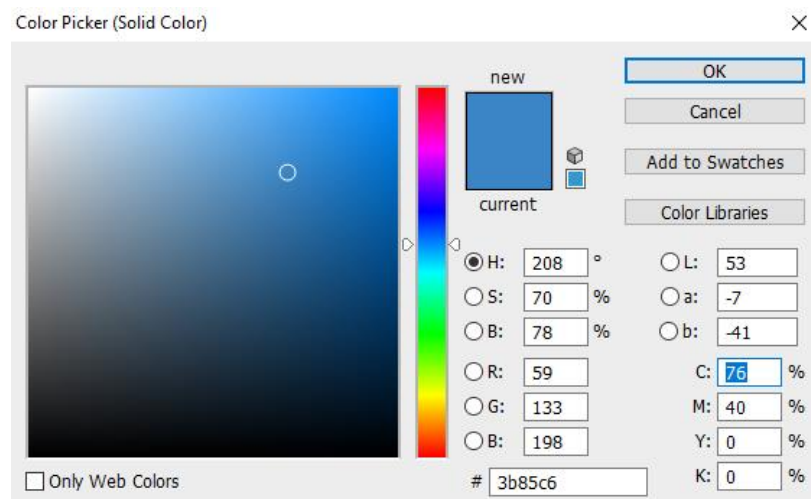 Color Picker (Solid Color)
new
current
OK
Cancel
Add to Swatches
Color Libraries
H: 208 °
S: 70 %
B: 78 %
R: 59
G: 133
B: 198
# 3b85c6
L: 53
a: -7
b: -41
C: 76 %
M: 40 %
Y: 0 %
K: 0 %
Only Web Colors